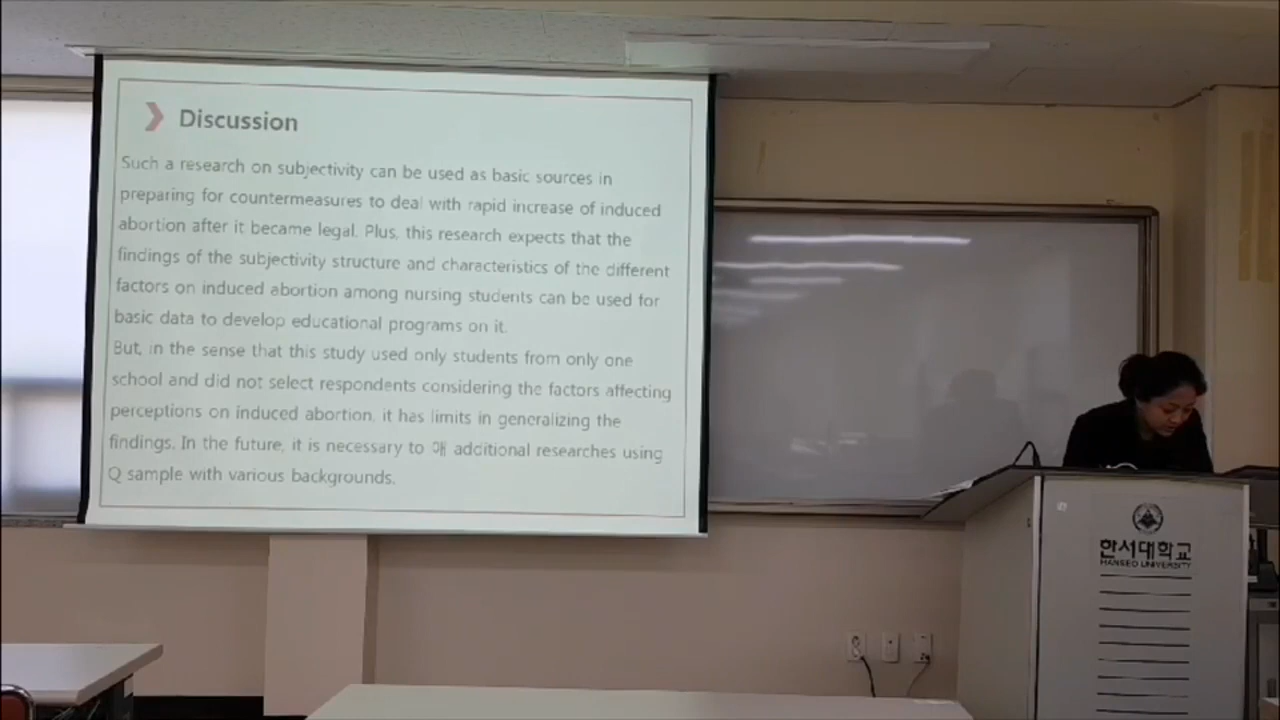 Discussion
Such a research on subjectivity can be used as basic sources in
preparing for countermeasures to deal with rapid increase of induced
abortion after it became legal. Plus, this research expects that the
findings of the subjectivity structure and characteristics of the different
factors on induced abortion among nursing students can be used for
basic data to develop educational programs on it.
But, in the sense that this study used only students from only one
school and did not select respondents considering the factors affecting
perceptions on induced abortion, it has limits in generalizing the
findings. In the future, it is necessary to 애 additional researches using
Q sample with various backgrounds.
한서대학교
HANSEO UNIVERSITY